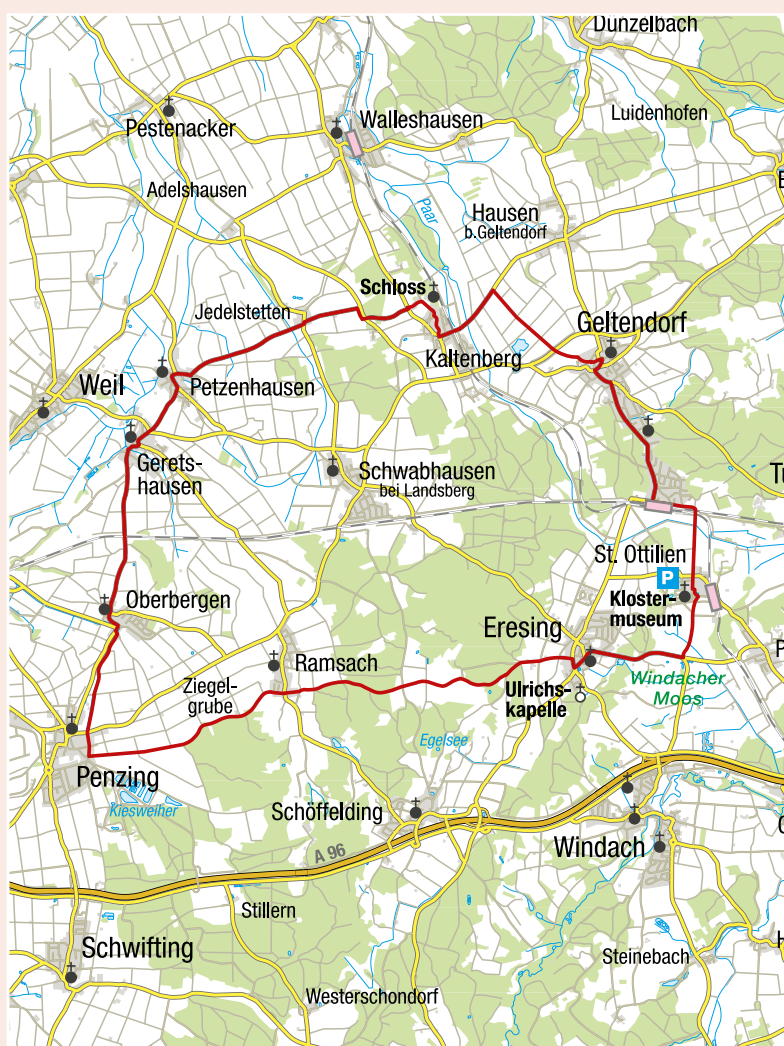 Dünzelbach
Pestenacker
Walleshausen
Luidenhofen
Adelshausen
Paar
Hausen
b.Geltendorf
Schloss
Jedelstetten
Geltendorf
Kaltenberg
Weil
Petzenhausen
Gerets-
hausen
Schwabhausen
bei Landsberg
St. Ottilien
P
Kloster-
museum
Oberbergen
Eresing
Ramsach
Ziegel-
grube
Ulrichs-
kapelle
Windacher
Moos
Egelsee
Penzing
Kiesweiher
Schöffelding
A 96
Windach
Stillern
Schwifting
Steinebach
Westerschondorf